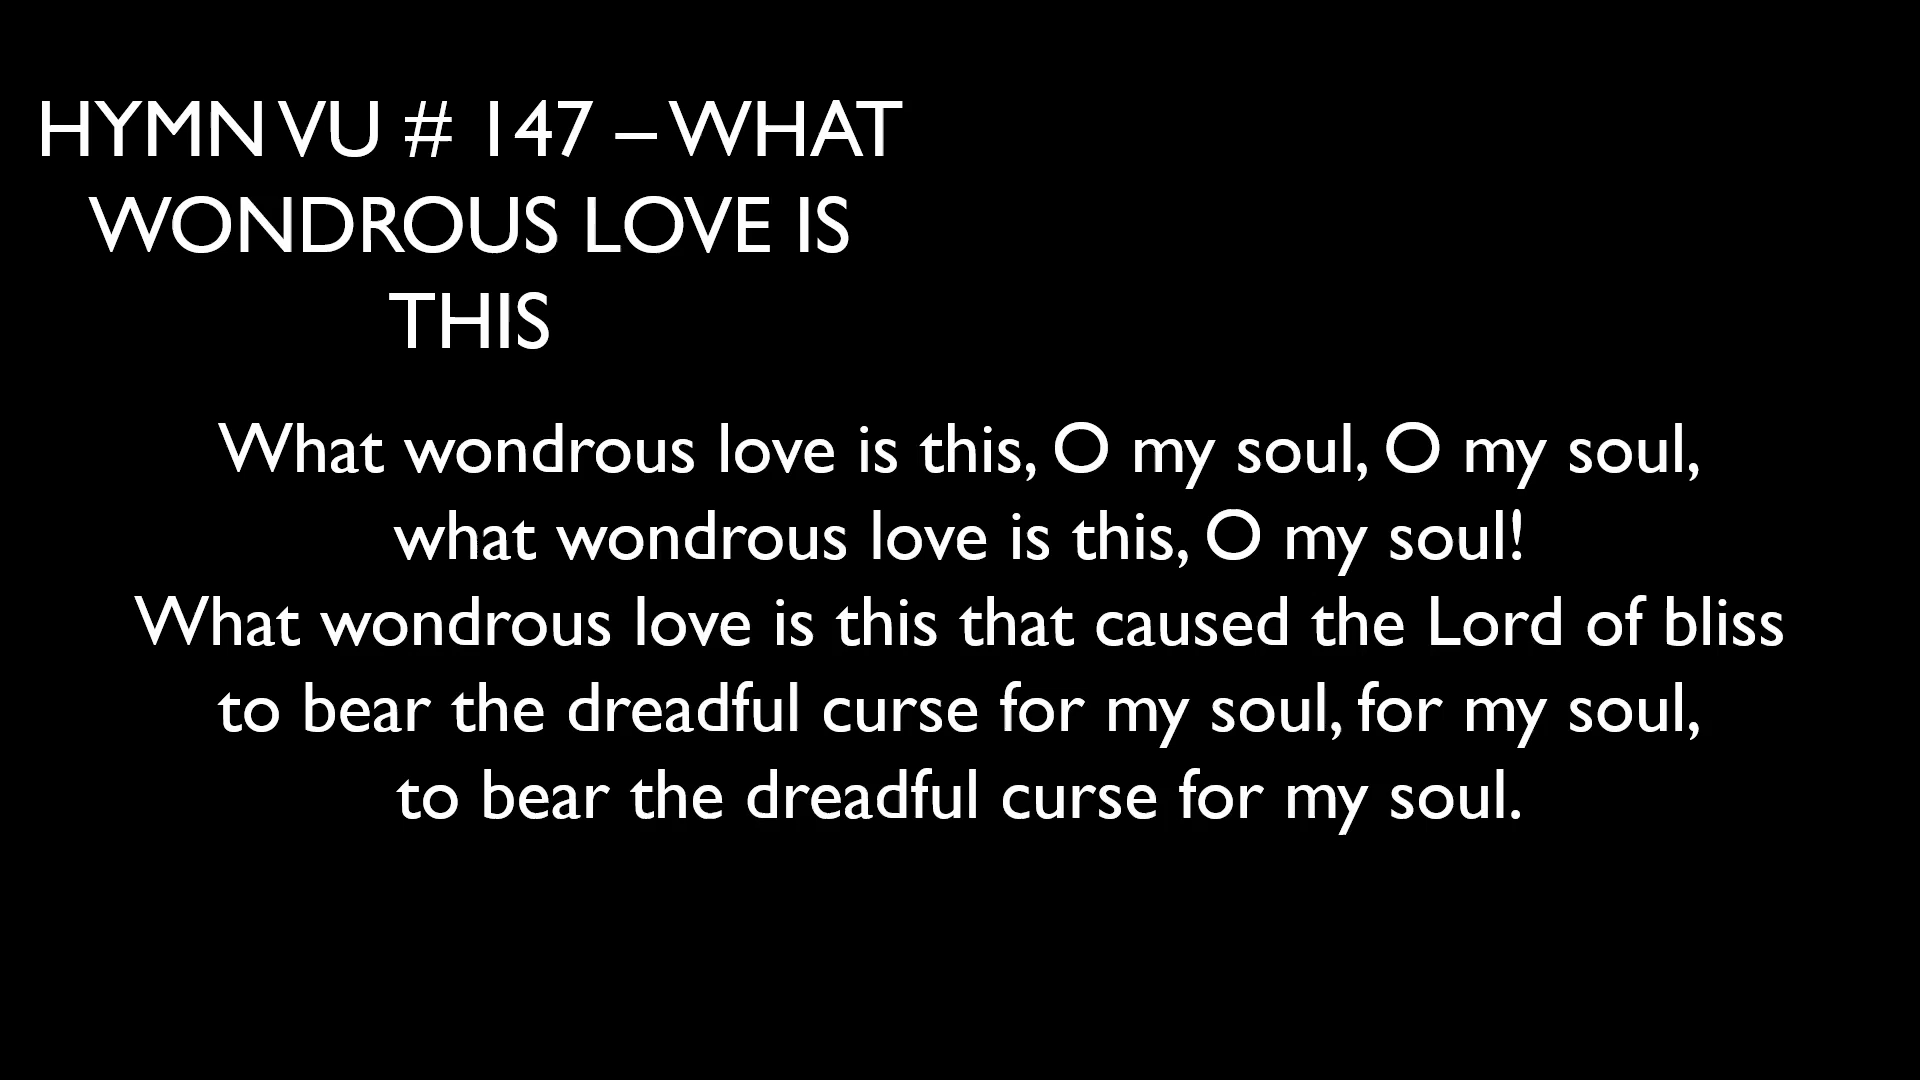 HYMN VU # 147 – WHAT
WONDROUS LOVE IS
THIS
What wondrous love is this, O my soul, O my soul,
what wondrous love is this, O my soul!
What wondrous love is this that caused the Lord of bliss
to bear the dreadful curse for my soul, for my soul,
to bear the dreadful curse for my soul.